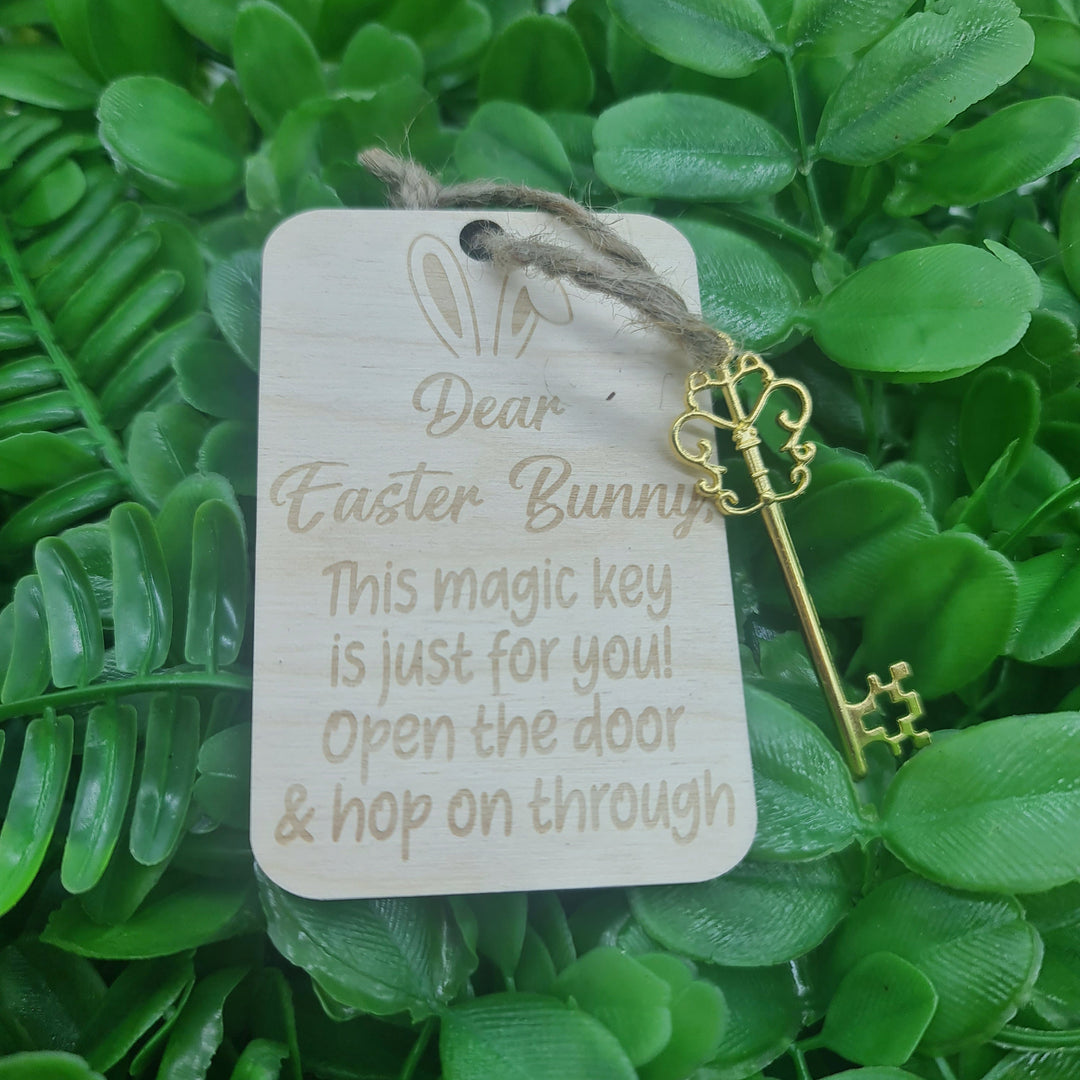 Dear
Easter Bunny,
This magic key
is just for you!
Open the door
& hop on through